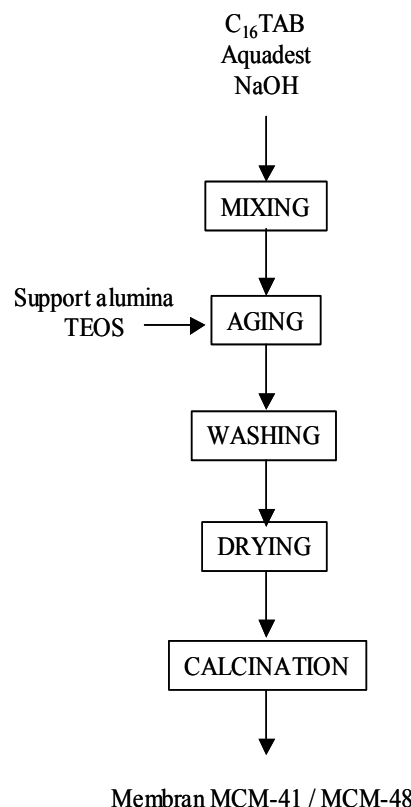 C₁₆TAB
Aquadest
NaOH
MIXING
Support alumina
TEOS
AGING
WASHING
DRYING
CALCINATION
Membran MCM-41 / MCM-48